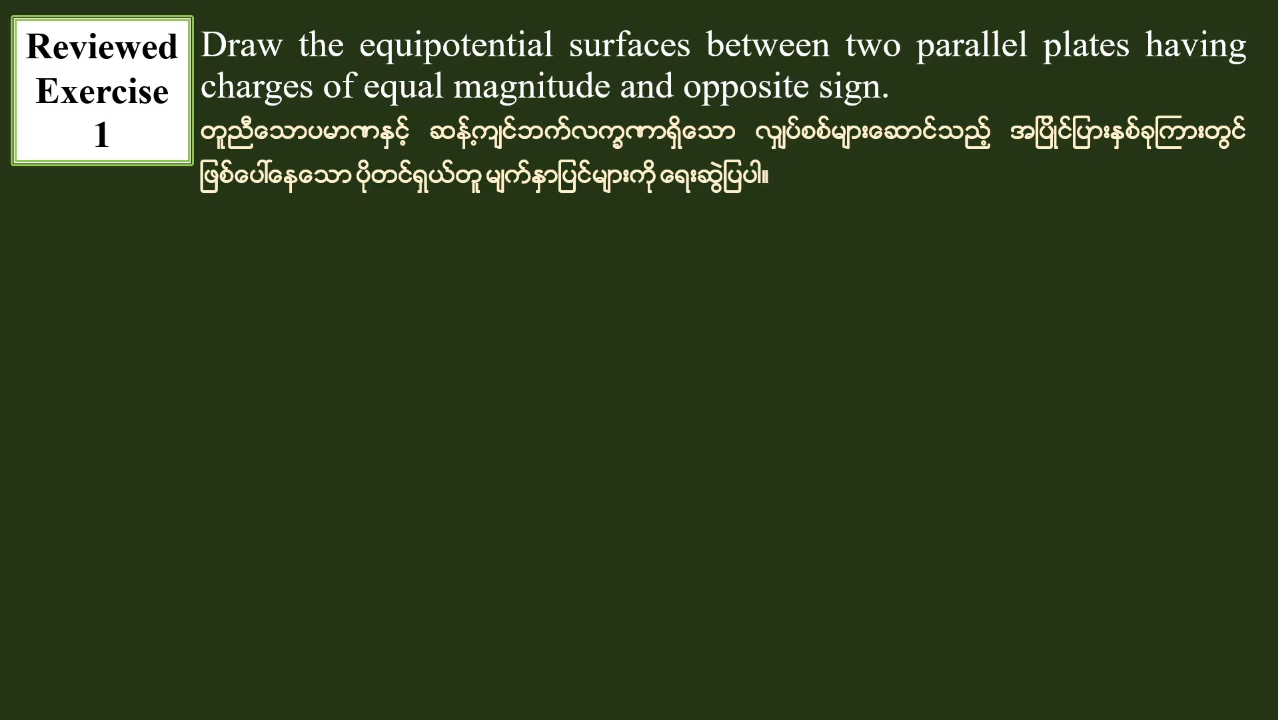 Reviewed
Exercise
1
Draw the equipotential surfaces between two parallel plates having
charges of equal magnitude and opposite sign.
တူညီသောပမာဏနှင့် ဆန့်ကျင်ဘက်လက္ခဏာရှိသော လျှပ်စစ်များဆောင်သည့် အပြိုင်ပြားနှစ်ခုကြားတွင်
ဖြစ်ပေါ်နေသော ပိုတင်ရှယ်တူ မျက်နှာပြင်များကို ရေးဆွဲပြပါ။